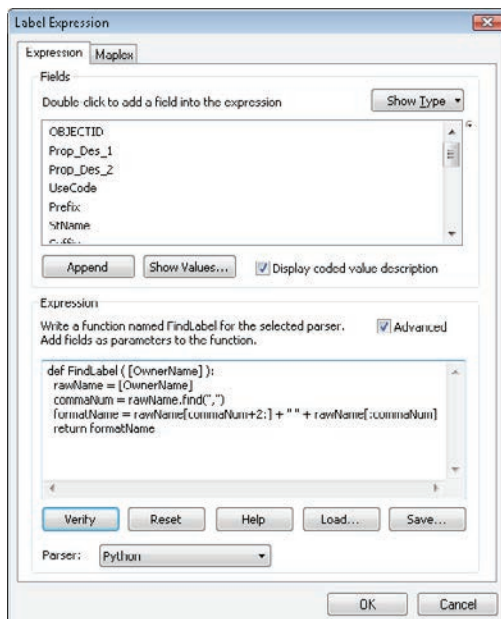 Label Expression
Expression Maplex
Fields
Double-click to add a field into the expression
Show Type
OBJECTID
Prop_Des_1
Prop_Des_2
UseCode
Prefix
StName
Suffix
Append Show Values... Display coded value description
Expression
Write a function named FindLabel for the selected parser.
Add fields as parameters to the function.
Advanced
def FindLabel ( [OwnerName] ):
rawName = [OwnerName]
commaNum = rawName.find(",")
formatName = rawName[commaNum+2:] + " " + rawName[:commaNum]
return formatName
Verify Reset Help Load... Save...
Parser: Python
OK Cancel